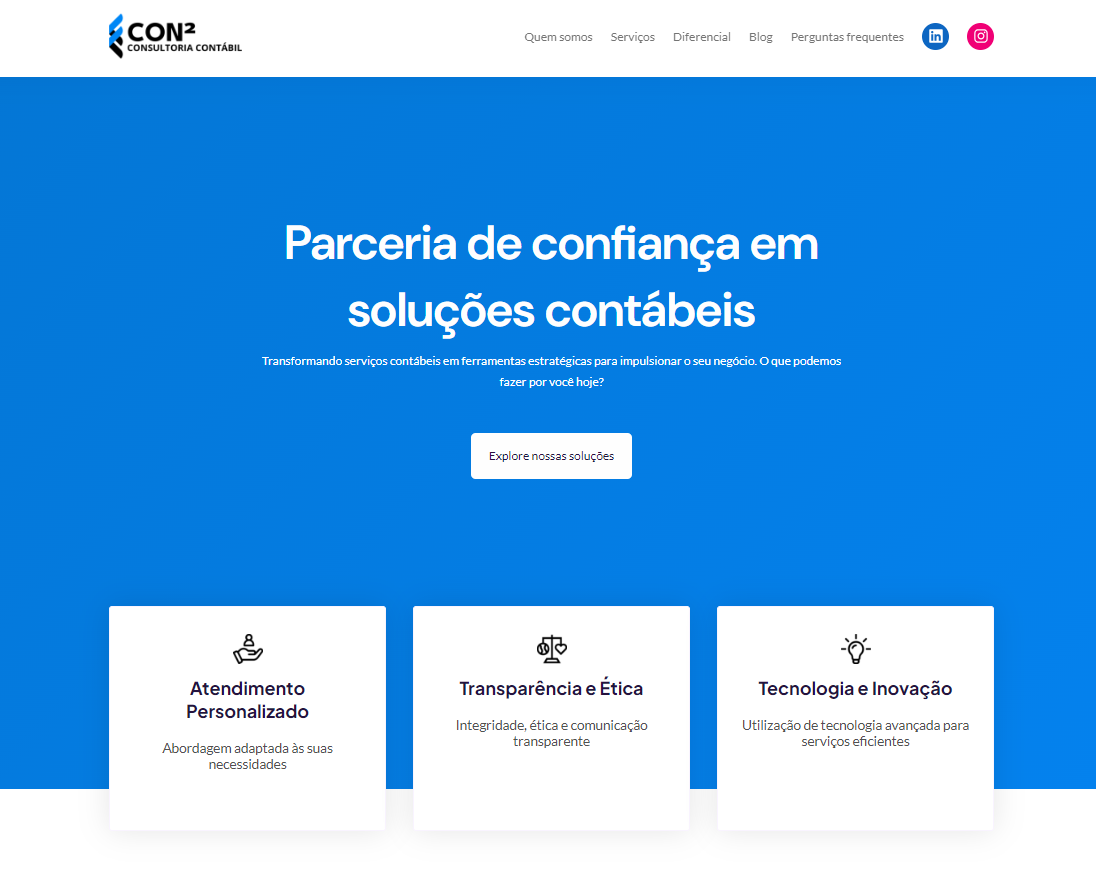 CON²
CONSULTORIA CONTÁBIL
Quem somos
Serviços
Diferencial
Blog
Perguntas frequentes
Parceria de confiança em
soluções contábeis
Transformando serviços contábeis em ferramentas estratégicas para impulsionar o seu negócio. O que podemos
fazer por você hoje?
Explore nossas soluções
Atendimento
Personalizado
Abordagem adaptada às suas
necessidades
Transparência e Ética
Integridade, ética e comunicação
transparente
Tecnologia e Inovação
Utilização de tecnologia avançada para
serviços eficientes